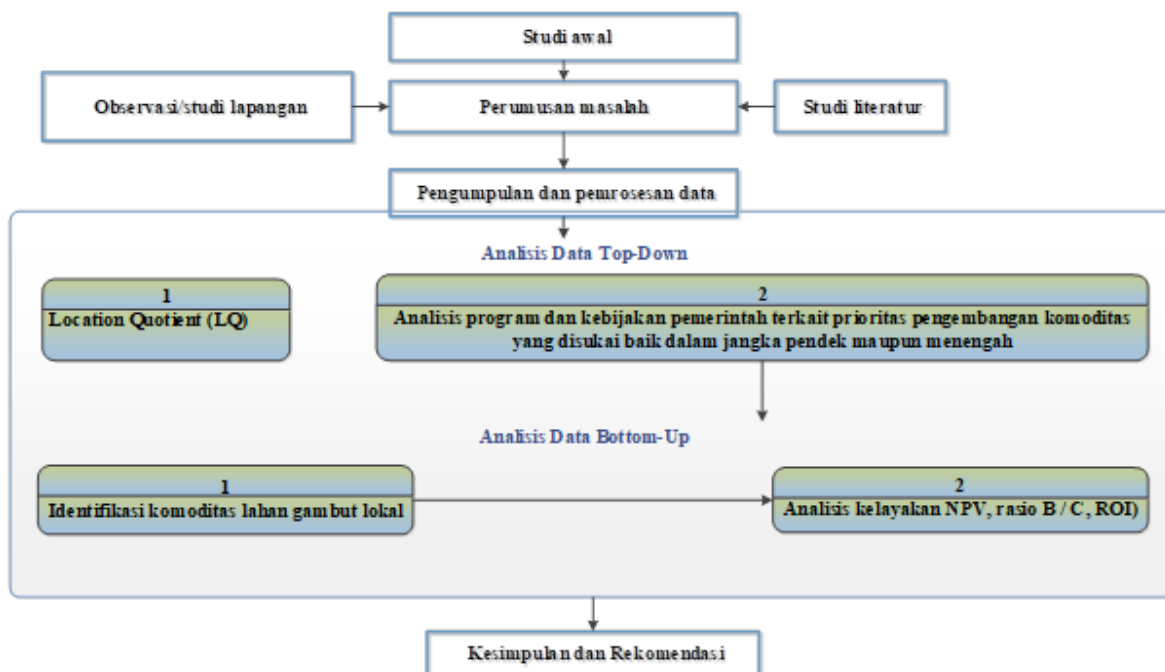 Studi awal
Observasi/studi lapangan
Perumusan masalah
Studi literatur
Pengumpulan dan pemrosesan data
Analisis Data Top-Down
1
Location Quotient (LQ)
2
Analisis program dan kebijakan pemerintah terkait prioritas pengembangan komoditas
yang disukai baik dalam jangka pendek maupun menengah
Analisis Data Bottom-Up
1
Identifikasi komoditas lahan gambut lokal
2
Analisis kelayakan NPV, rasio B / C, ROI)
Kesimpulan dan Rekomendasi